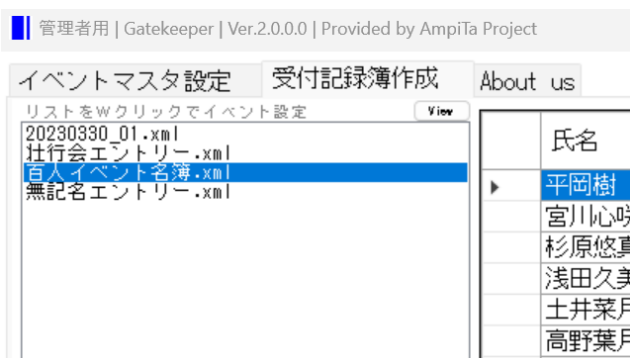 管理者用 | Gatekeeper | Ver.2.0.0.0 | Provided by AmpiTa Project
イベントマスタ設定 受付記録簿作成 About us
リストをWクリックでイベント設定 View
20230330_01.xml
壮行会エントリー.xml
百人イベント名簿.xml
無記名エントリー.xml
氏名
平岡樹
宮川心
杉原悠真
浅田久美
土井菜月
高野葉月